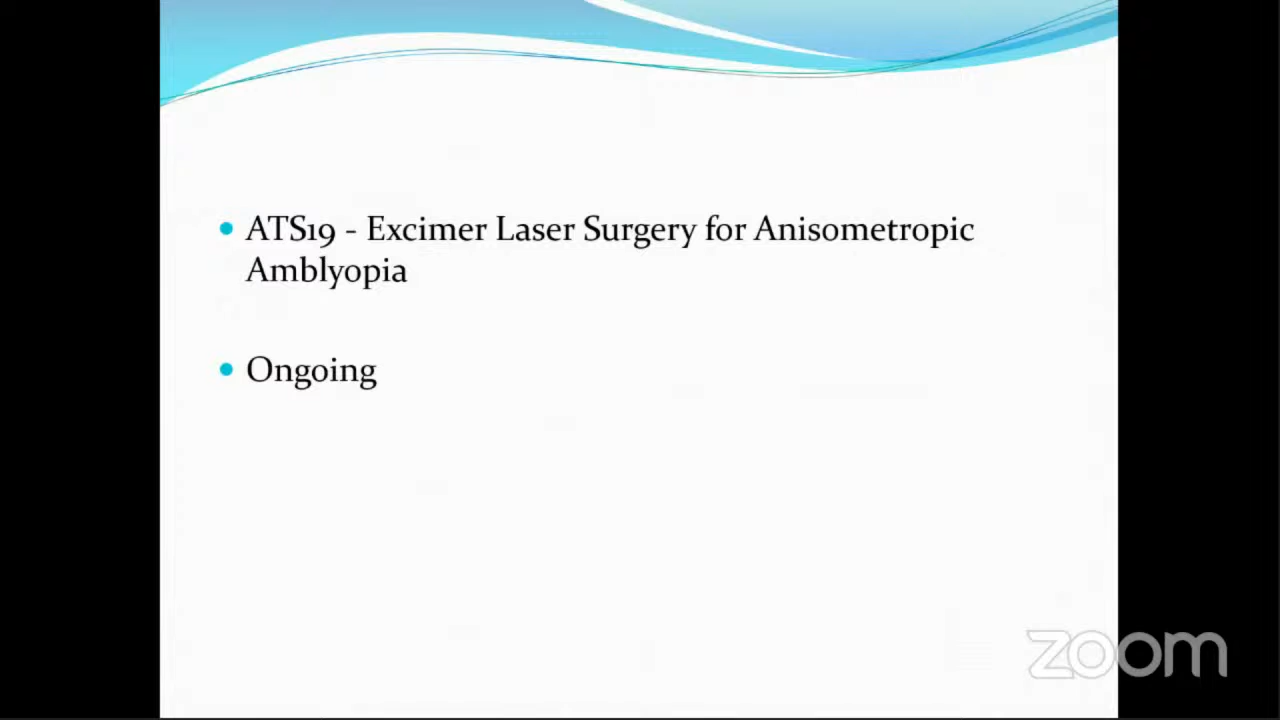 ATS19 - Excimer Laser Surgery for Anisometropic
Amblyopia
Ongoing
zoom